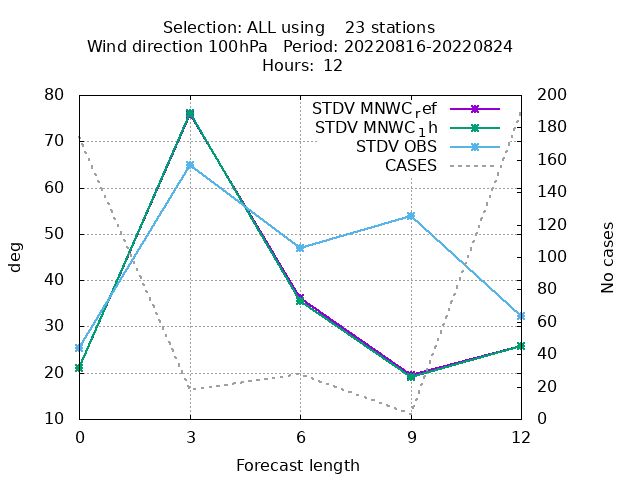 Selection: ALL using    23 stations
Wind direction 100hPa   Period: 20220816-20220824
Hours: 12
80
70
60
50
40
30
20
10
deg
200
180
160
140
120
100
80
60
40
20
0
No cases
STDV MNWC_ref
STDV MNWC_1h
STDV OBS
CASES
0 3 6 9 12
Forecast length